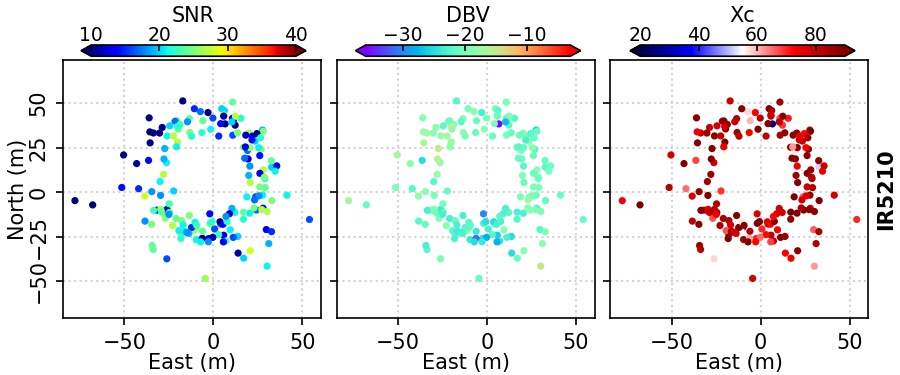 SNR DBV Xc
10 20 30 40 −30 −20 −10 20 40 60 80
50
25
0
−25
−50
North (m)
−50 0 50 −50 0 50 −50 0 50
East (m) East (m) East (m)
IR5210